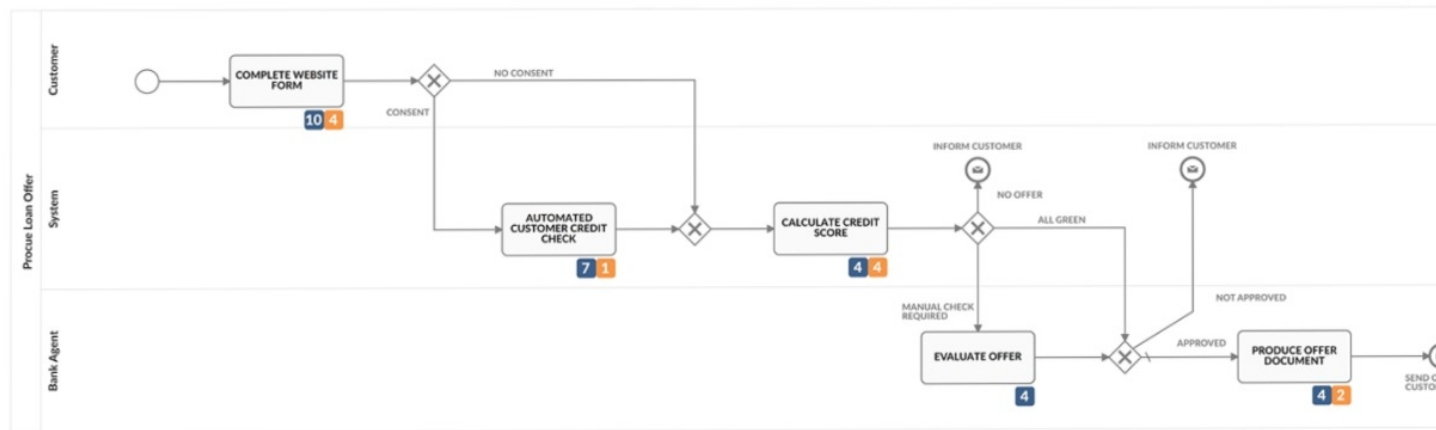 Procue Loan Offer
Customer
COMPLETE WEBSITE
FORM
10 4
NO CONSENT
CONSENT
System
AUTOMATED
CUSTOMER CREDIT
CHECK
7 1
CALCULATE CREDIT
SCORE
4 4
INFORM CUSTOMER
NO OFFER
ALL GREEN
INFORM CUSTOMER
Bank Agent
MANUAL CHECK
REQUIRED
EVALUATE OFFER
4
NOT APPROVED
APPROVED
PRODUCE OFFER
DOCUMENT
4 2
SEND